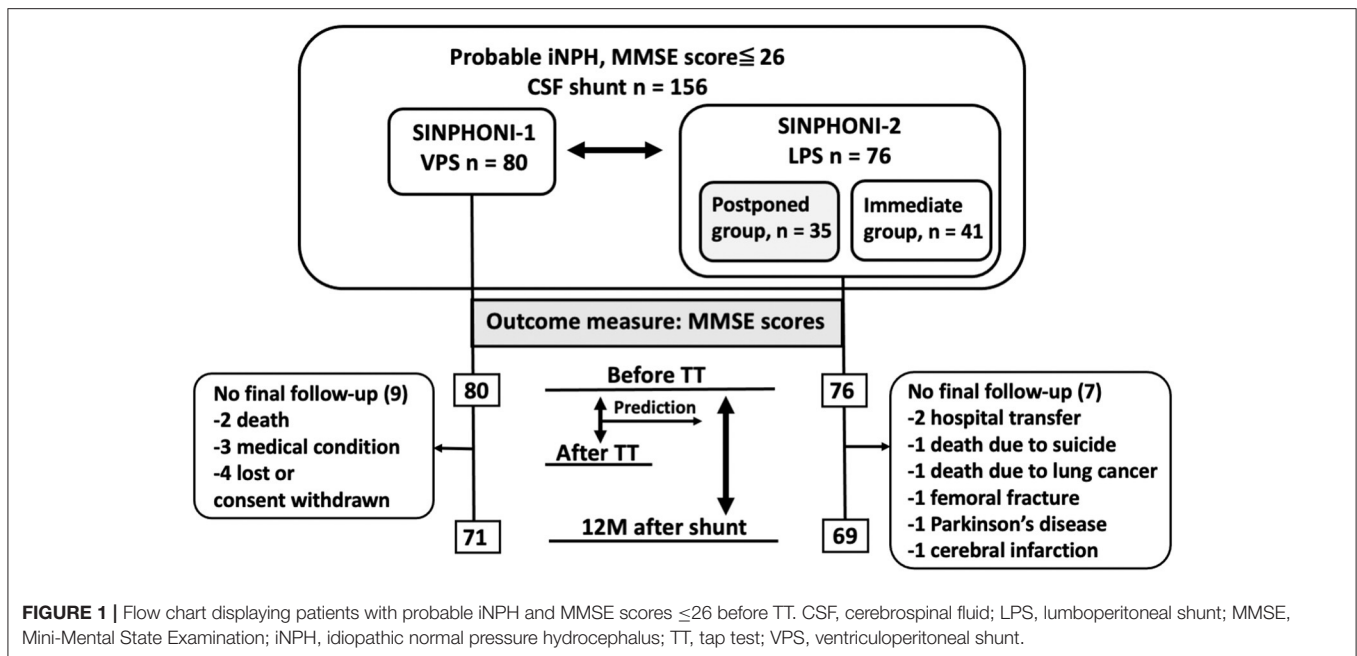 Probable iNPH, MMSE score≦ 26
CSF shunt n = 156
SINPHONI-1
VPS n = 80
SINPHONI-2
LPS n = 76
Postponed
group, n = 35
Immediate
group, n = 41
Outcome measure: MMSE scores
No final follow-up (9)
-2 death
-3 medical condition
-4 lost or
consent withdrawn
80
71
Before TT
Prediction
After TT
12M after shunt
76
69
No final follow-up (7)
-2 hospital transfer
-1 death due to suicide
-1 death due to lung cancer
-1 femoral fracture
-1 Parkinson's disease
-1 cerebral infarction
FIGURE 1 | Flow chart displaying patients with probable iNPH and MMSE scores ≤26 before TT. CSF, cerebrospinal fluid; LPS, lumboperitoneal shunt; MMSE,
Mini-Mental State Examination; iNPH, idiopathic normal pressure hydrocephalus; TT, tap test; VPS, ventriculoperitoneal shunt.